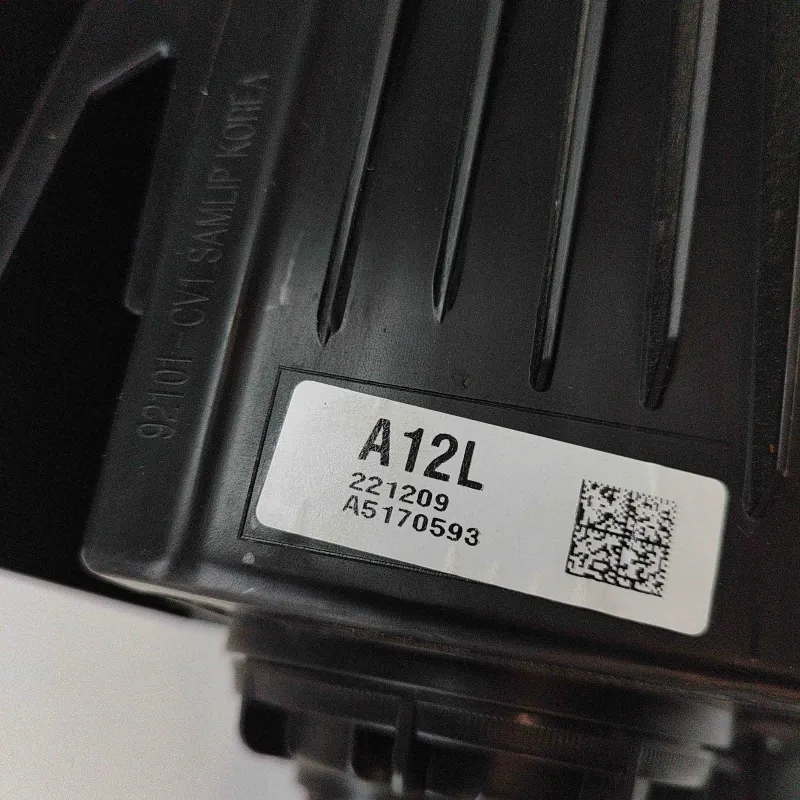 92101-CV1 SAMLIP KOREA
A12L
221209
A5170593